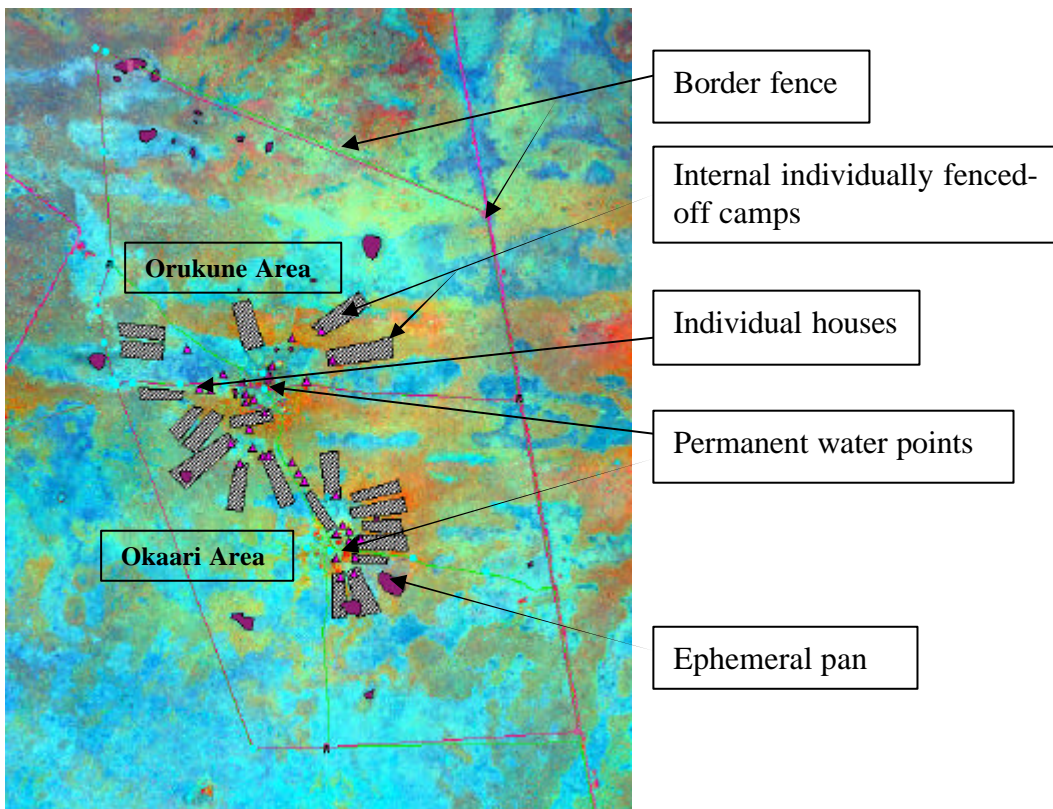 Border fence
Internal individually fenced-
off camps
Orukune Area
Individual houses
Permanent water points
Okaari Area
Ephemeral pan